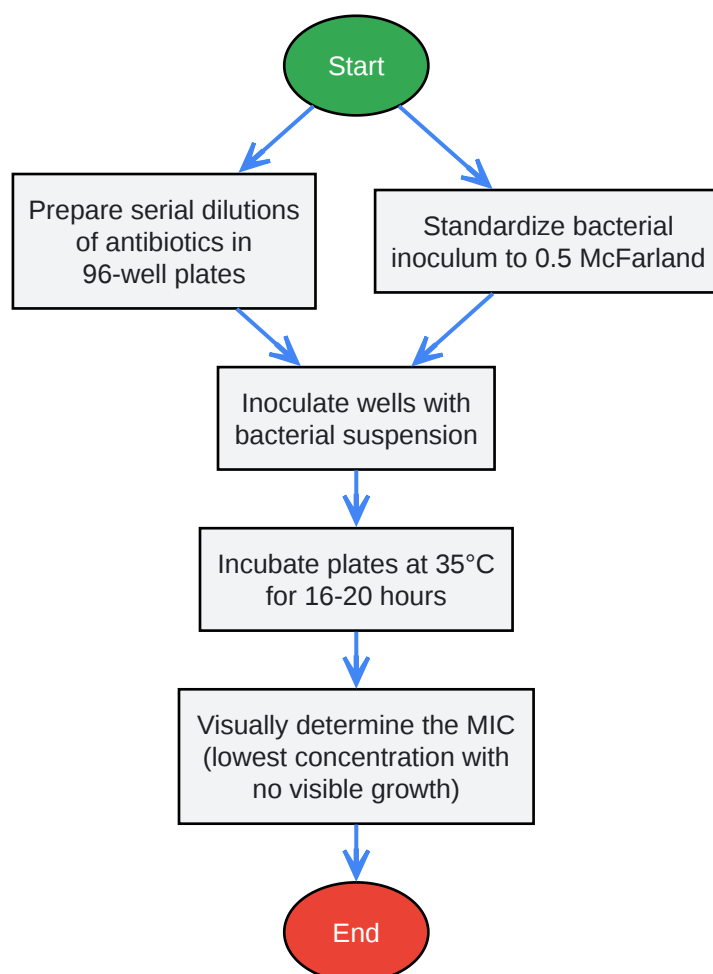 Start
Prepare serial dilutions
of antibiotics in
96-well plates
Standardize bacterial
inoculum to 0.5 McFarland
Inoculate wells with
bacterial suspension
Incubate plates at 35°C
for 16-20 hours
Visually determine the MIC
(lowest concentration with
no visible growth)
End